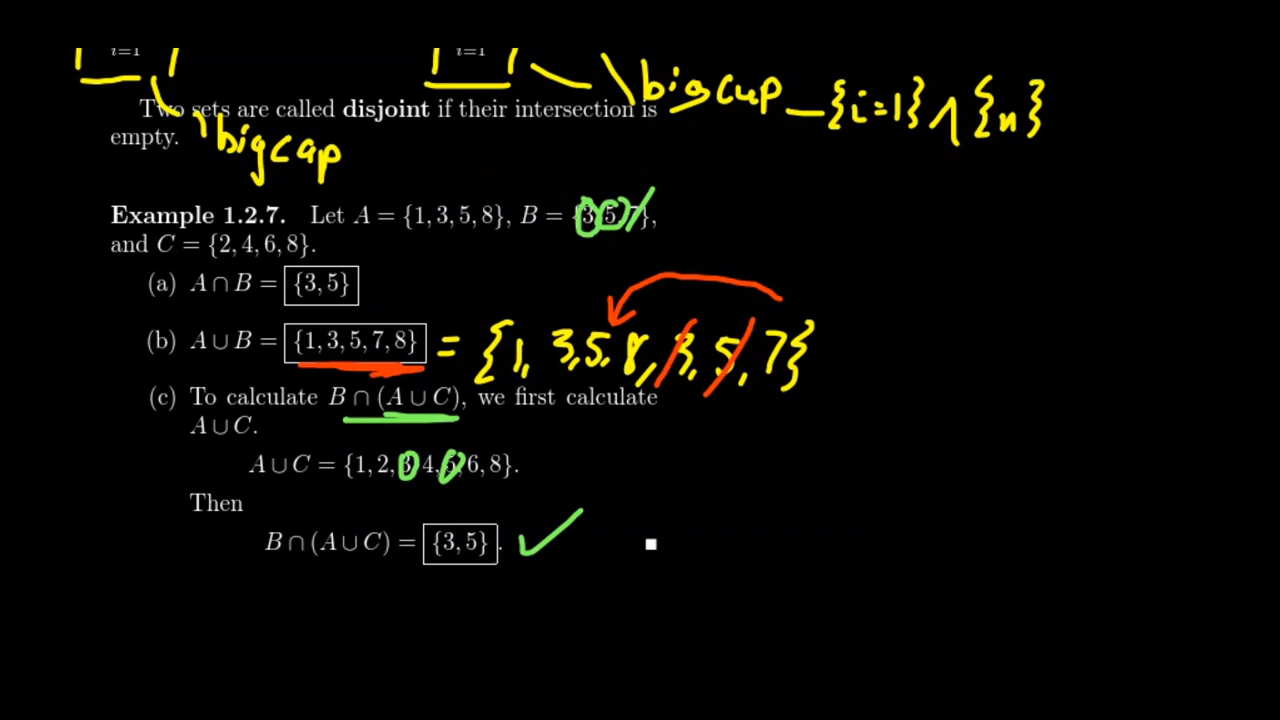 i=1 i=1
\bigcup_{i=1}^{n}
Two sets are called disjoint if their intersection is
empty.
\bigcap
Example 1.2.7. Let A = {1, 3, 5, 8}, B = {3, 5, 7},
and C = {2, 4, 6, 8}.
(a) A ∩ B = {3, 5}
(b) A ∪ B = {1, 3, 5, 7, 8} = {1, 3, 5, 8, 3, 5, 7}
(c) To calculate B ∩ (A ∪ C), we first calculate
A ∪ C.
A ∪ C = {1, 2, 3, 4, 5, 6, 8}.
Then
B ∩ (A ∪ C) = {3, 5}.